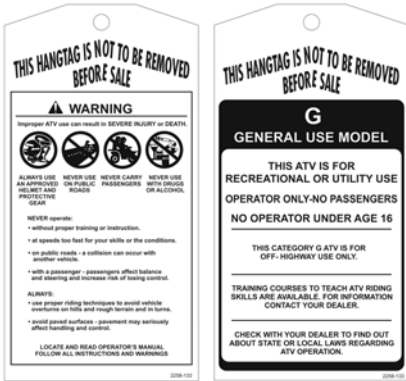 THIS HANGTAG IS NOT TO BE REMOVED
BEFORE SALE
WARNING
Improper ATV use can result in SEVERE INJURY or DEATH.
ALWAYS USE
AN APPROVED
HELMET AND
PROTECTIVE
GEAR
NEVER USE
ON PUBLIC
ROADS
NEVER CARRY
PASSENGERS
NEVER USE
WITH DRUGS
OR ALCOHOL
NEVER operate:
• without proper training or instruction.
• at speeds too fast for your skills or the conditions.
• on public roads - a collision can occur with
another vehicle.
• with a passenger - passengers affect balance
and steering and increase risk of losing control.
ALWAYS:
• use proper riding techniques to avoid vehicle
overturns on hills and rough terrain and in turns.
• avoid paved surfaces - pavement may seriously
affect handling and control.
LOCATE AND READ OPERATOR'S MANUAL
FOLLOW ALL INSTRUCTIONS AND WARNINGS
2258-133
THIS HANGTAG IS NOT TO BE REMOVED
BEFORE SALE
G
GENERAL USE MODEL
THIS ATV IS FOR
RECREATIONAL OR UTILITY USE
OPERATOR ONLY-NO PASSENGERS
NO OPERATOR UNDER AGE 16
THIS CATEGORY G ATV IS FOR
OFF- HIGHWAY USE ONLY.
TRAINING COURSES TO TEACH ATV RIDING
SKILLS ARE AVAILABLE. FOR INFORMATION
CONTACT YOUR DEALER.
CHECK WITH YOUR DEALER TO FIND OUT
ABOUT STATE OR LOCAL LAWS REGARDING
ATV OPERATION.
2258-133